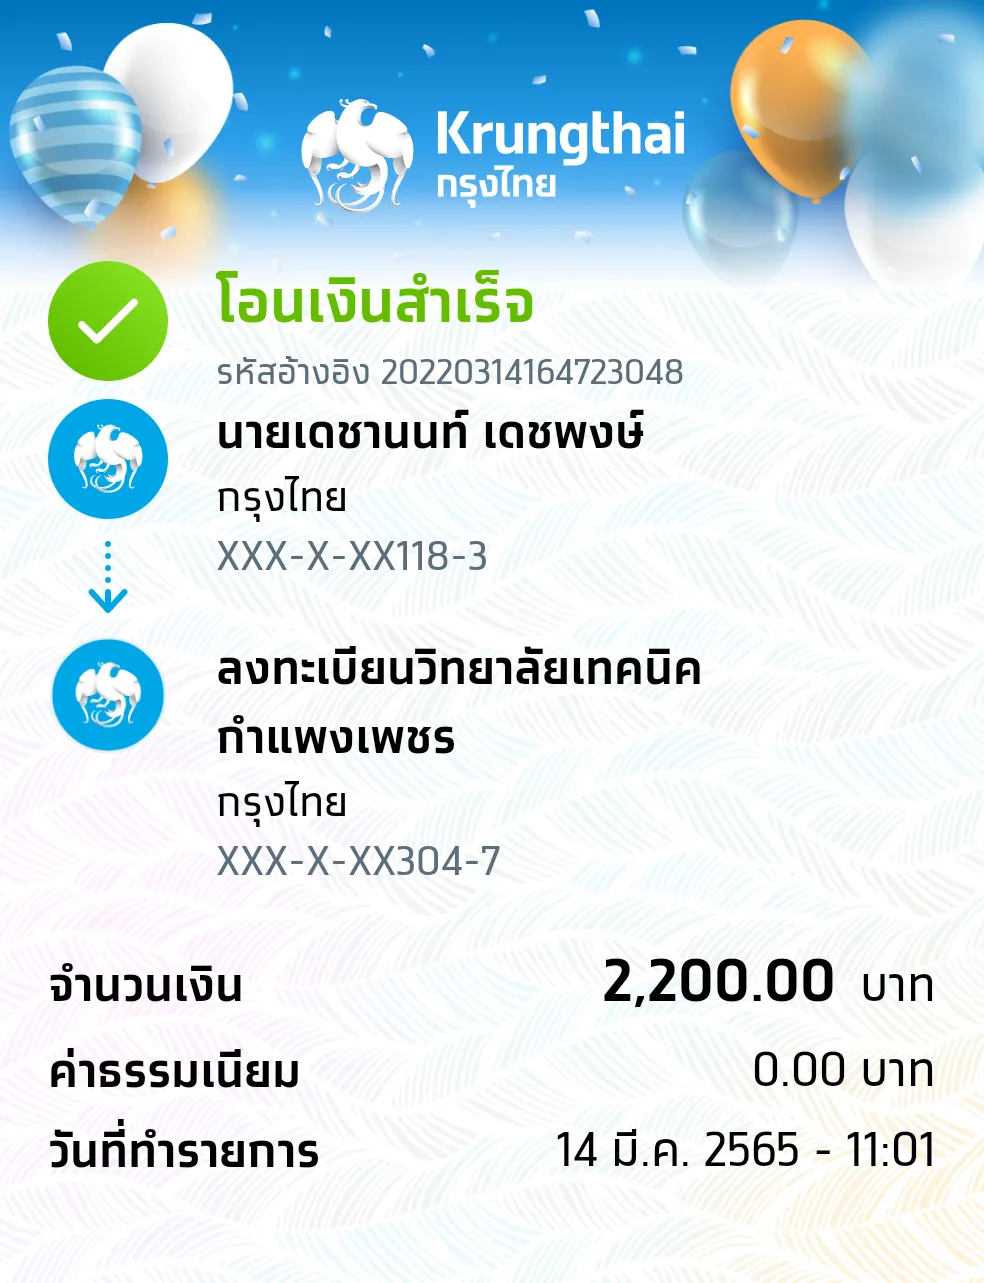 Krungthai
กรุงไทย
โอนเงินสำเร็จ
รหัสอ้างอิง 20220314164723048
นายเดชานนท์ เดชพงษ์
กรุงไทย
XXX-X-XX118-3
ลงทะเบียนวิทยาลัยเทคนิค
กำแพงเพชร
กรุงไทย
XXX-X-XX304-7
จำนวนเงิน 2,200.00 บาท
ค่าธรรมเนียม 0.00 บาท
วันที่ทำรายการ 14 มี.ค. 2565 - 11:01